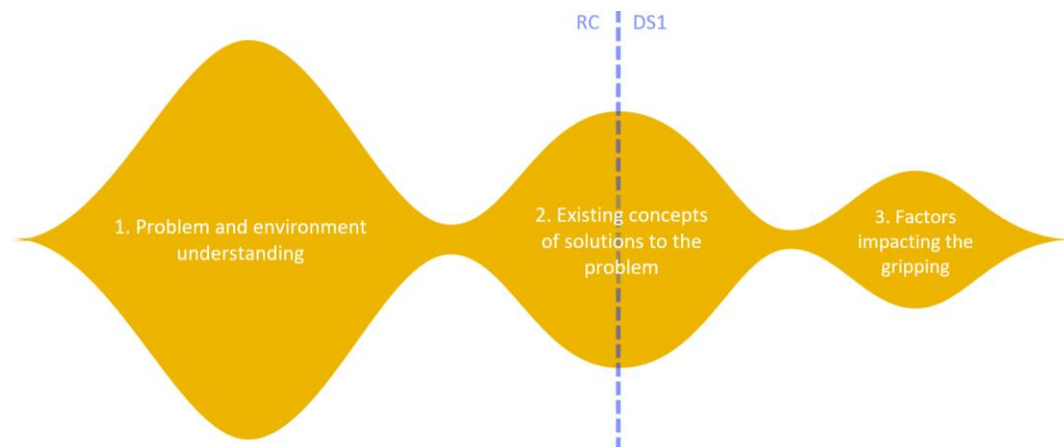 RC
DS1
1. Problem and environment
understanding
2. Existing concepts
of solutions to the
problem
3. Factors
impacting the
gripping